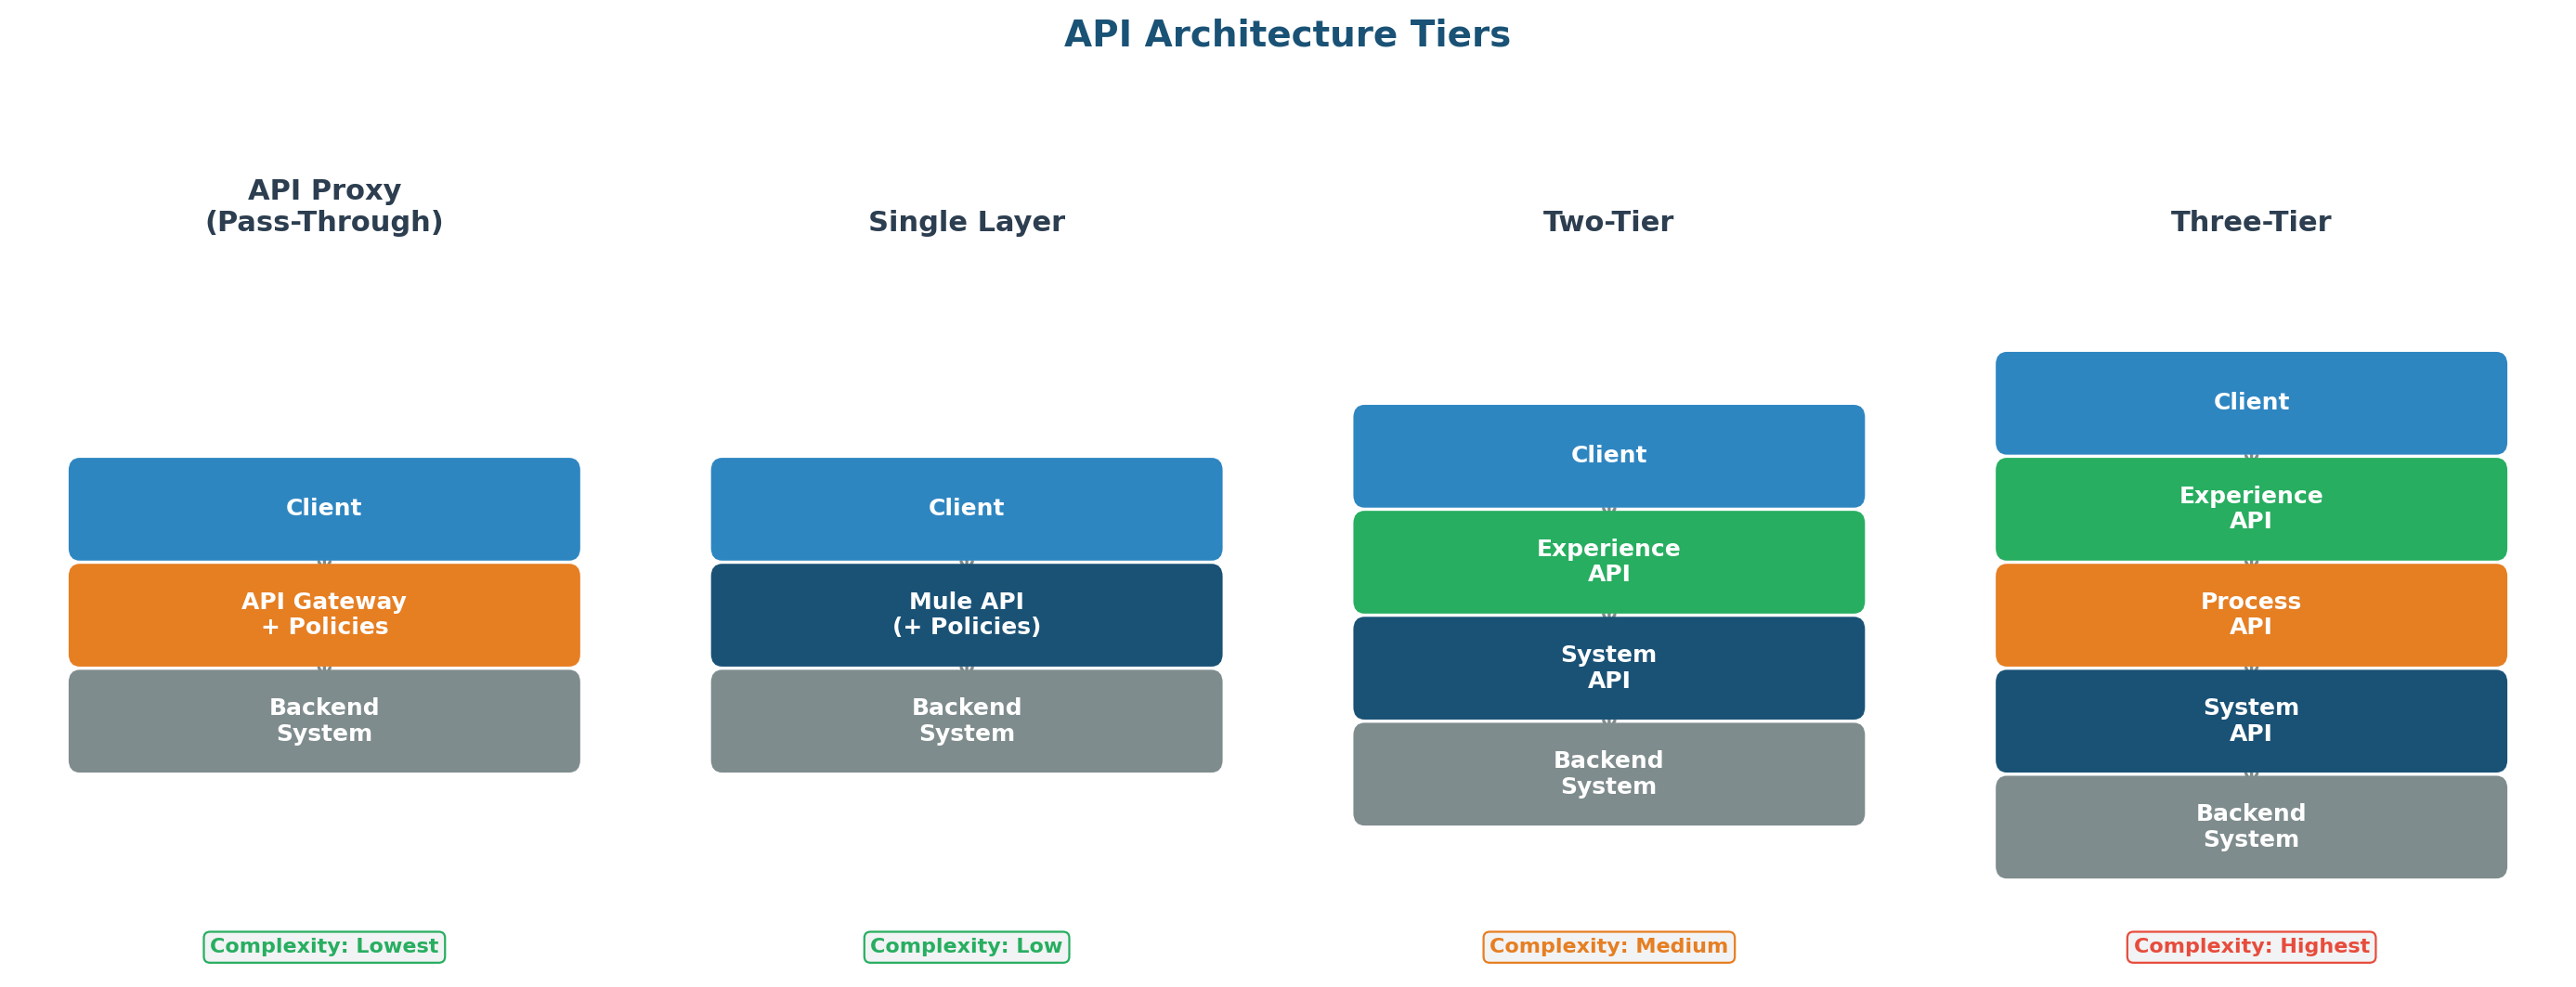 API Architecture Tiers
API Proxy
(Pass-Through)
Client
API Gateway
+ Policies
Backend
System
Complexity: Lowest
Single Layer
Client
Mule API
(+ Policies)
Backend
System
Complexity: Low
Two-Tier
Client
Experience
API
System
API
Backend
System
Complexity: Medium
Three-Tier
Client
Experience
API
Process
API
System
API
Backend
System
Complexity: Highest